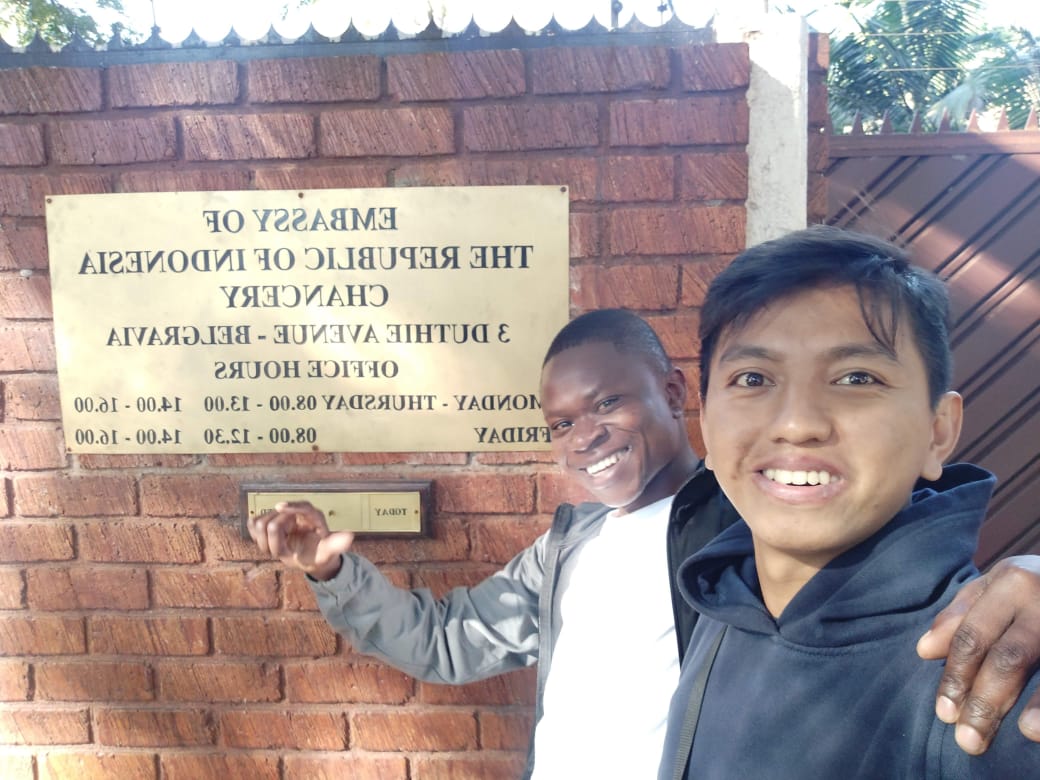 EMBASSY OF
THE REPUBLIC OF INDONESIA
CHANCERY
3 DUTHIE AVENUE - BELGRAVIA
OFFICE HOURS
MONDAY - THURSDAY 08.00 - 13.00 14.00 - 16.00
FRIDAY 08.00 - 12.30 14.00 - 16.00
TODAY